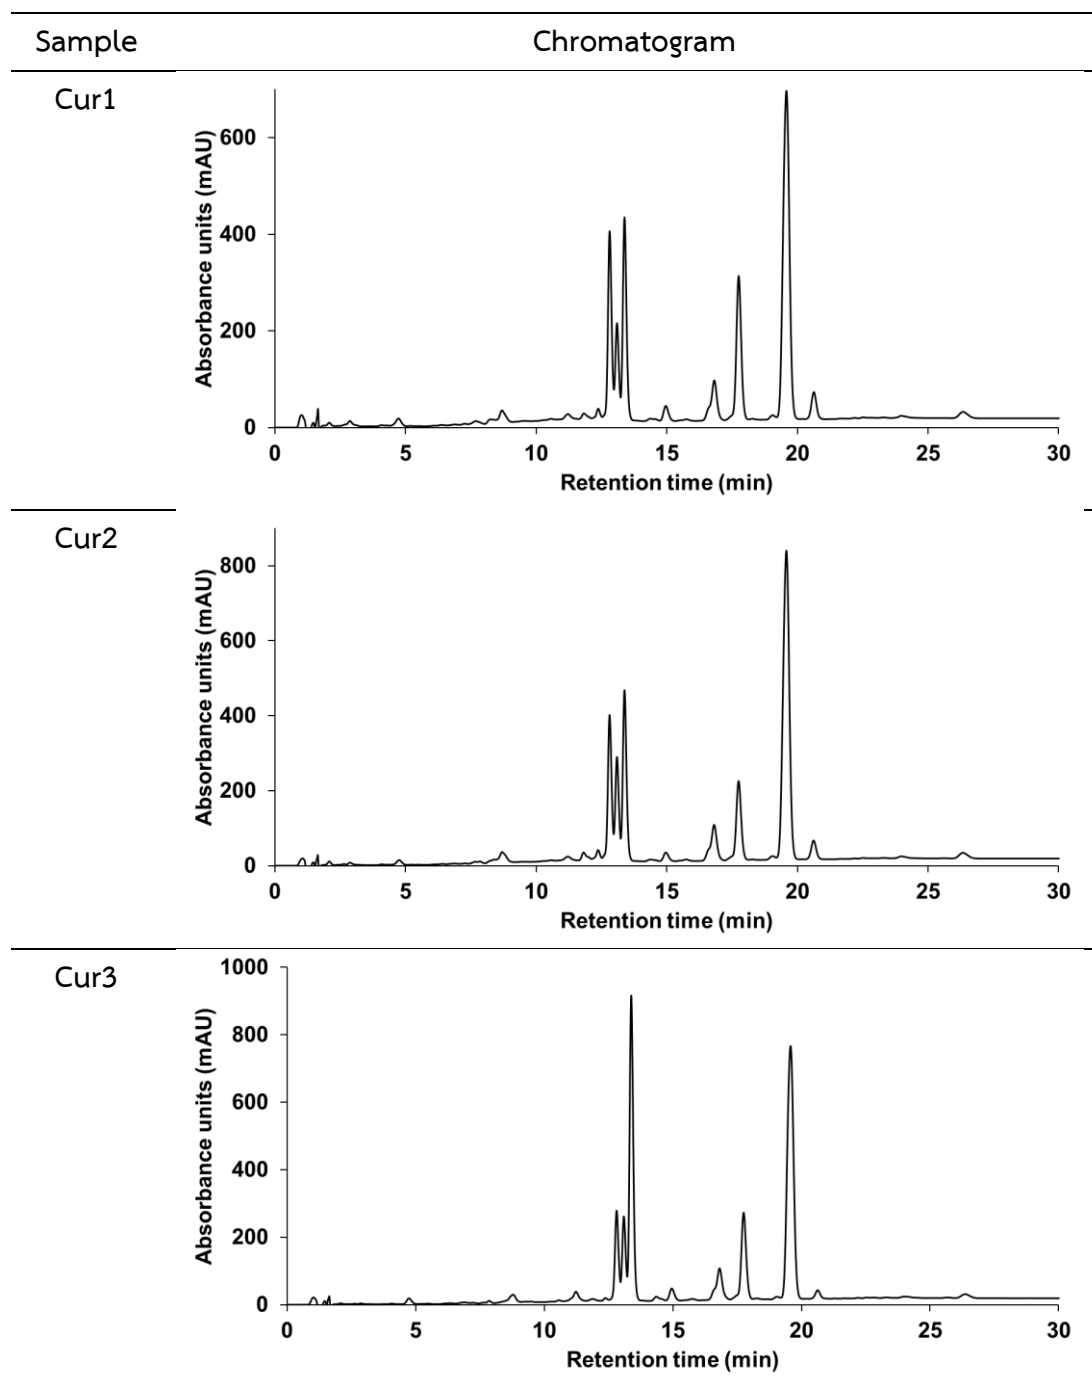 Sample Chromatogram
Cur1
Absorbance units (mAU)
600
400
200
0
0 5 10 15 20 25 30
Retention time (min)
Cur2
Absorbance units (mAU)
800
600
400
200
0
0 5 10 15 20 25 30
Retention time (min)
Cur3
Absorbance units (mAU)
1000
800
600
400
200
0
0 5 10 15 20 25 30
Retention time (min)